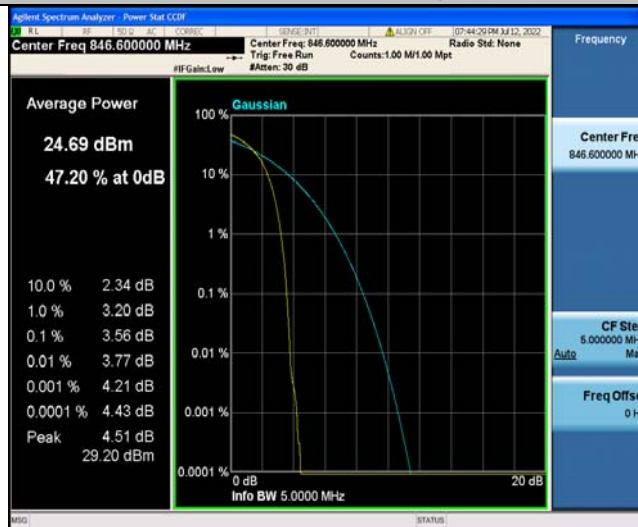 Agilent Spectrum Analyzer - Power Stat CCDF
RL RF 50 Ω AC CORREC SENSE:INT ALIGN OFF 07:44:29 PM Jul 12, 2022
Center Freq 846.600000 MHz
Center Freq: 846.600000 MHz
Radio Std: None
Trig: Free Run
Counts:1.00 M/1.00 Mpt
#IFGain:Low
#Atten: 30 dB
Frequency
Average Power
24.69 dBm
47.20 % at 0dB
10.0 % 2.34 dB
1.0 % 3.20 dB
0.1 % 3.56 dB
0.01 % 3.77 dB
0.001 % 4.21 dB
0.0001 % 4.43 dB
Peak 4.51 dB
29.20 dBm
Gaussian
100 %
10 %
1 %
0.1 %
0.01 %
0.001 %
0.0001 %
0 dB
20 dB
Info BW 5.0000 MHz
Center Fre
846.600000 MH
CF Ste
5.000000 MH
Auto Ma
Freq Offs
0 H
MSG
STATUS